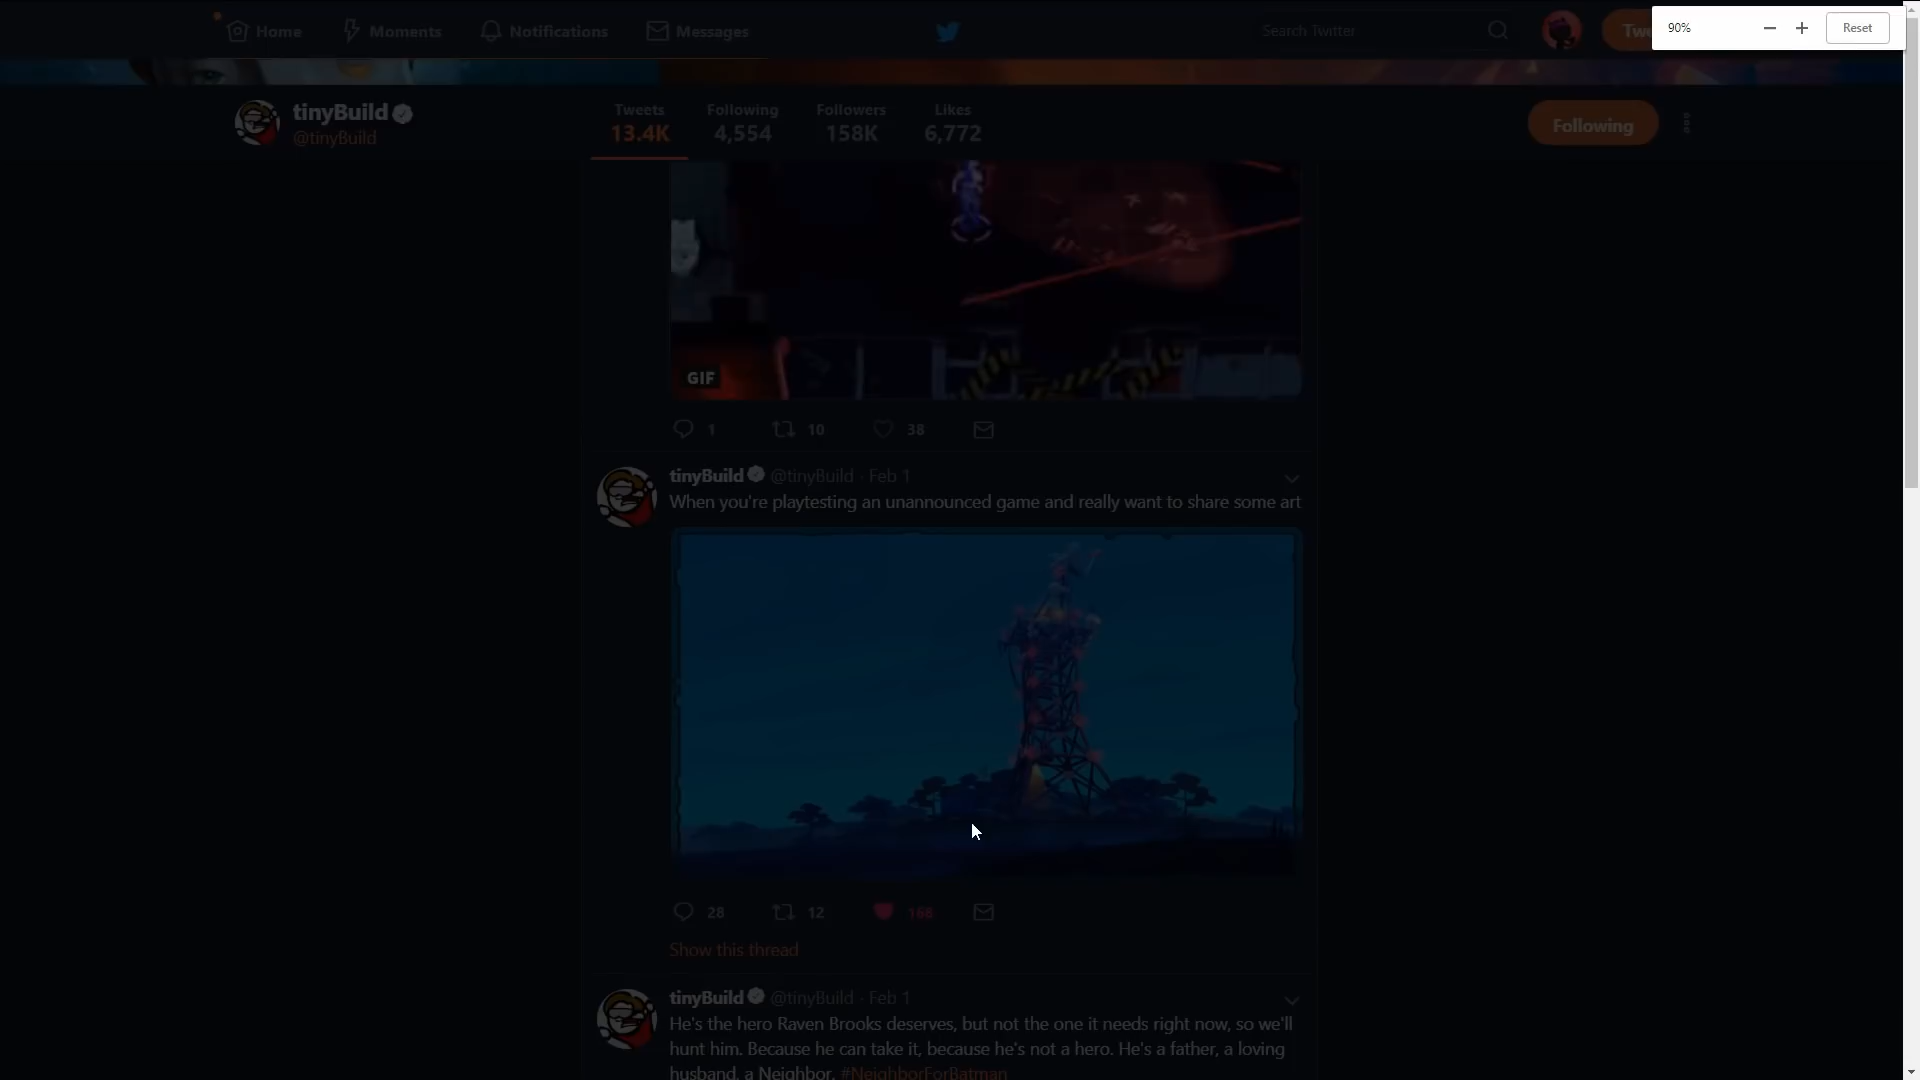 Home Moments Notifications Messages Search Twitter 90% Reset
tinyBuild Tweets Following Followers Likes
@tinyBuild 13.4K 4,554 158K 6,772 Following
GIF
1 10 38
tinyBuild @tinyBuild · Feb 1
When you're playtesting an unannounced game and really want to share some art
28 12 168
Show this thread
tinyBuild @tinyBuild · Feb 1
He's the hero Raven Brooks deserves, but not the one it needs right now, so we'll
hunt him. Because he can take it, because he's not a hero. He's a father, a loving
husband, a Neighbor. #NeighborForBatman